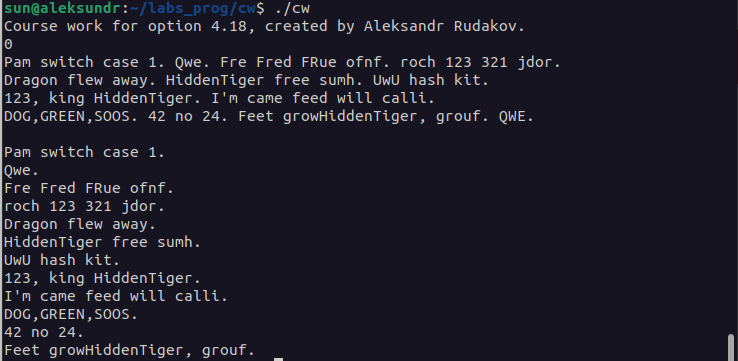 sun@aleksundr:~/labs_prog/cw$ ./cw
Course work for option 4.18, created by Aleksandr Rudakov.
0
Pam switch case 1. Qwe. Fre Fred FRue ofnf. roch 123 321 jdor.
Dragon flew away. HiddenTiger free sumh. UwU hash kit.
123, king HiddenTiger. I'm came feed will calli.
DOG,GREEN,SOOS. 42 no 24. Feet growHiddenTiger, grouf. QWE.
Pam switch case 1.
Qwe.
Fre Fred FRue ofnf.
roch 123 321 jdor.
Dragon flew away.
HiddenTiger free sumh.
UwU hash kit.
123, king HiddenTiger.
I'm came feed will calli.
DOG,GREEN,SOOS.
42 no 24.
Feet growHiddenTiger, grouf.